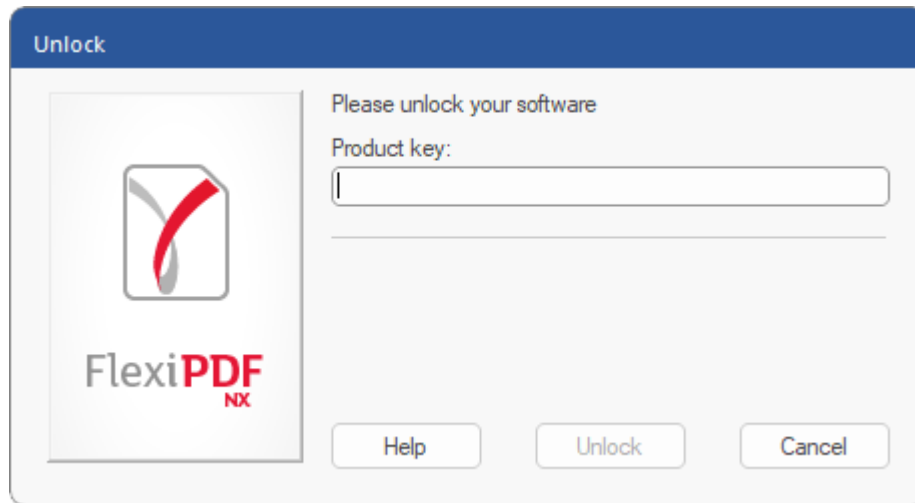 Unlock
Please unlock your software
Product key:
FlexiPDF
NX
Help
Unlock
Cancel